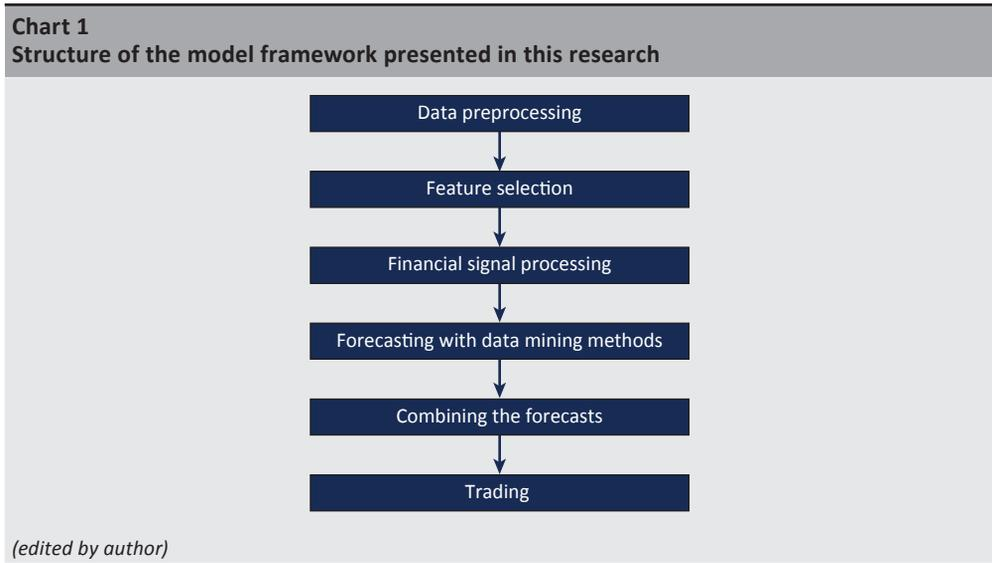 Chart 1
Structure of the model framework presented in this research
Data preprocessing
Feature selection
Financial signal processing
Forecasting with data mining methods
Combining the forecasts
Trading
(edited by author)